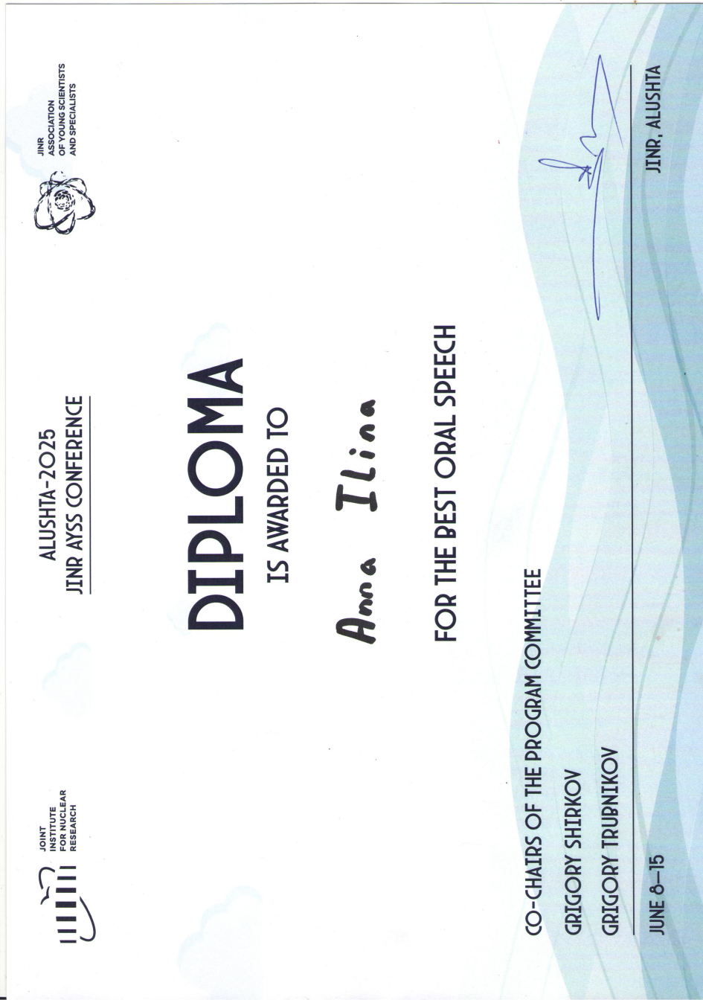 JOINT
INSTITUTE
FOR NUCLEAR
RESEARCH
ALUSHTA-2025
JINR AYSS CONFERENCE
JINR
ASSOCIATION
OF YOUNG SCIENTISTS
AND SPECIALISTS
DIPLOMA
IS AWARDED TO
Anna Ilina
FOR THE BEST ORAL SPEECH
CO-CHAIRS OF THE PROGRAM COMMITTEE
GRIGORY SHIRKOV
GRIGORY TRUBNIKOV
JUNE 8–15
JINR, ALUSHTA